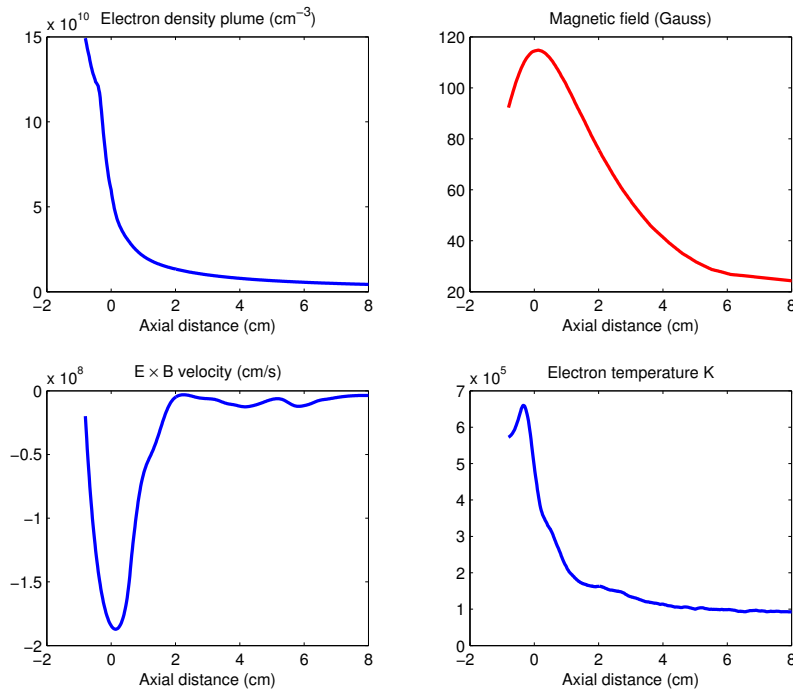 Electron density plume (cm−3)
x 10^10
15
10
5
0
−2 0 2 4 6 8
Axial distance (cm)
Magnetic field (Gauss)
120
100
80
60
40
20
−2 0 2 4 6 8
Axial distance (cm)
E × B velocity (cm/s)
x 10^8
0
−0.5
−1
−1.5
−2
−2 0 2 4 6 8
Axial distance (cm)
Electron temperature K
x 10^5
7
6
5
4
3
2
1
0
−2 0 2 4 6 8
Axial distance (cm)